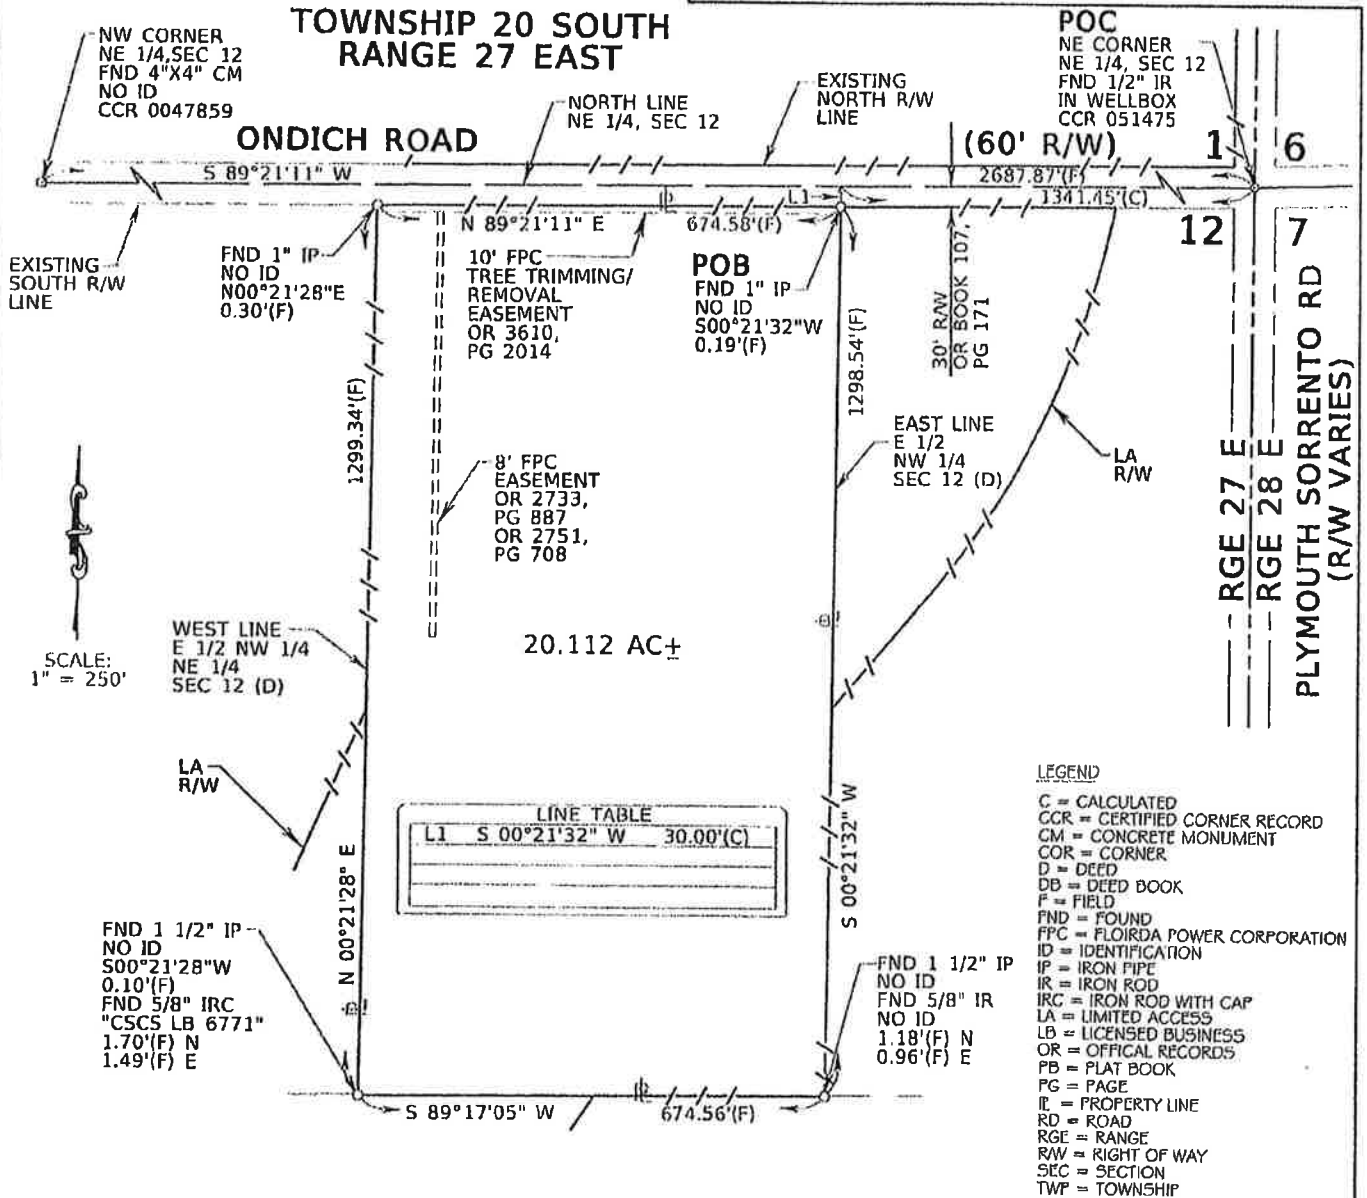 TOWNSHIP 20 SOUTH
RANGE 27 EAST
NW CORNER
NE 1/4,SEC 12
FND 4"X4" CM
NO ID
CCR 0047859
POC
NE CORNER
NE 1/4, SEC 12
FND 1/2" IR
IN WELLBOX
CCR 051475
NORTH LINE
NE 1/4, SEC 12
EXISTING
NORTH R/W
LINE
ONDICH ROAD
(60' R/W)
1
6
S 89°21'11" W
2687.87'(F)
L1
1341.45'(C)
N 89°21'11" E
674.58'(F)
12
7
EXISTING
SOUTH R/W
LINE
FND 1" IP
NO ID
N00°21'28"E
0.30'(F)
10' FPC
TREE TRIMMING/
REMOVAL
EASEMENT
OR 3610,
PG 2014
POB
FND 1" IP
NO ID
S00°21'32"W
0.19'(F)
30' R/W
OR BOOK 107,
PG 171
1299.34'(F)
1298.54'(F)
8' FPC
EASEMENT
OR 2733,
PG 887
OR 2751,
PG 708
EAST LINE
E 1/2
NW 1/4
SEC 12 (D)
LA
R/W
RGE 27 E
RGE 28 E
PLYMOUTH SORRENTO RD
(R/W VARIES)
SCALE:
1" = 250'
WEST LINE
E 1/2 NW 1/4
NE 1/4
SEC 12 (D)
20.112 AC±
LA
R/W
LINE TABLE
L1 S 00°21'32" W 30.00'(C)
N 00°21'28" E
S 00°21'32" W
FND 1 1/2" IP
NO ID
S00°21'28"W
0.10'(F)
FND 5/8" IRC
"CSCS LB 6771"
1.70'(F) N
1.49'(F) E
FND 1 1/2" IP
NO ID
FND 5/8" IR
NO ID
1.18'(F) N
0.96'(F) E
S 89°17'05" W
674.56'(F)
LEGEND
C = CALCULATED
CCR = CERTIFIED CORNER RECORD
CM = CONCRETE MONUMENT
COR = CORNER
D = DEED
DB = DEED BOOK
F = FIELD
FND = FOUND
FPC = FLOIRDA POWER CORPORATION
ID = IDENTIFICATION
IP = IRON PIPE
IR = IRON ROD
IRC = IRON ROD WITH CAP
LA = LIMITED ACCESS
LB = LICENSED BUSINESS
OR = OFFICAL RECORDS
PB = PLAT BOOK
PG = PAGE
℄ = PROPERTY LINE
RD = ROAD
RGE = RANGE
R/W = RIGHT OF WAY
SEC = SECTION
TWP = TOWNSHIP